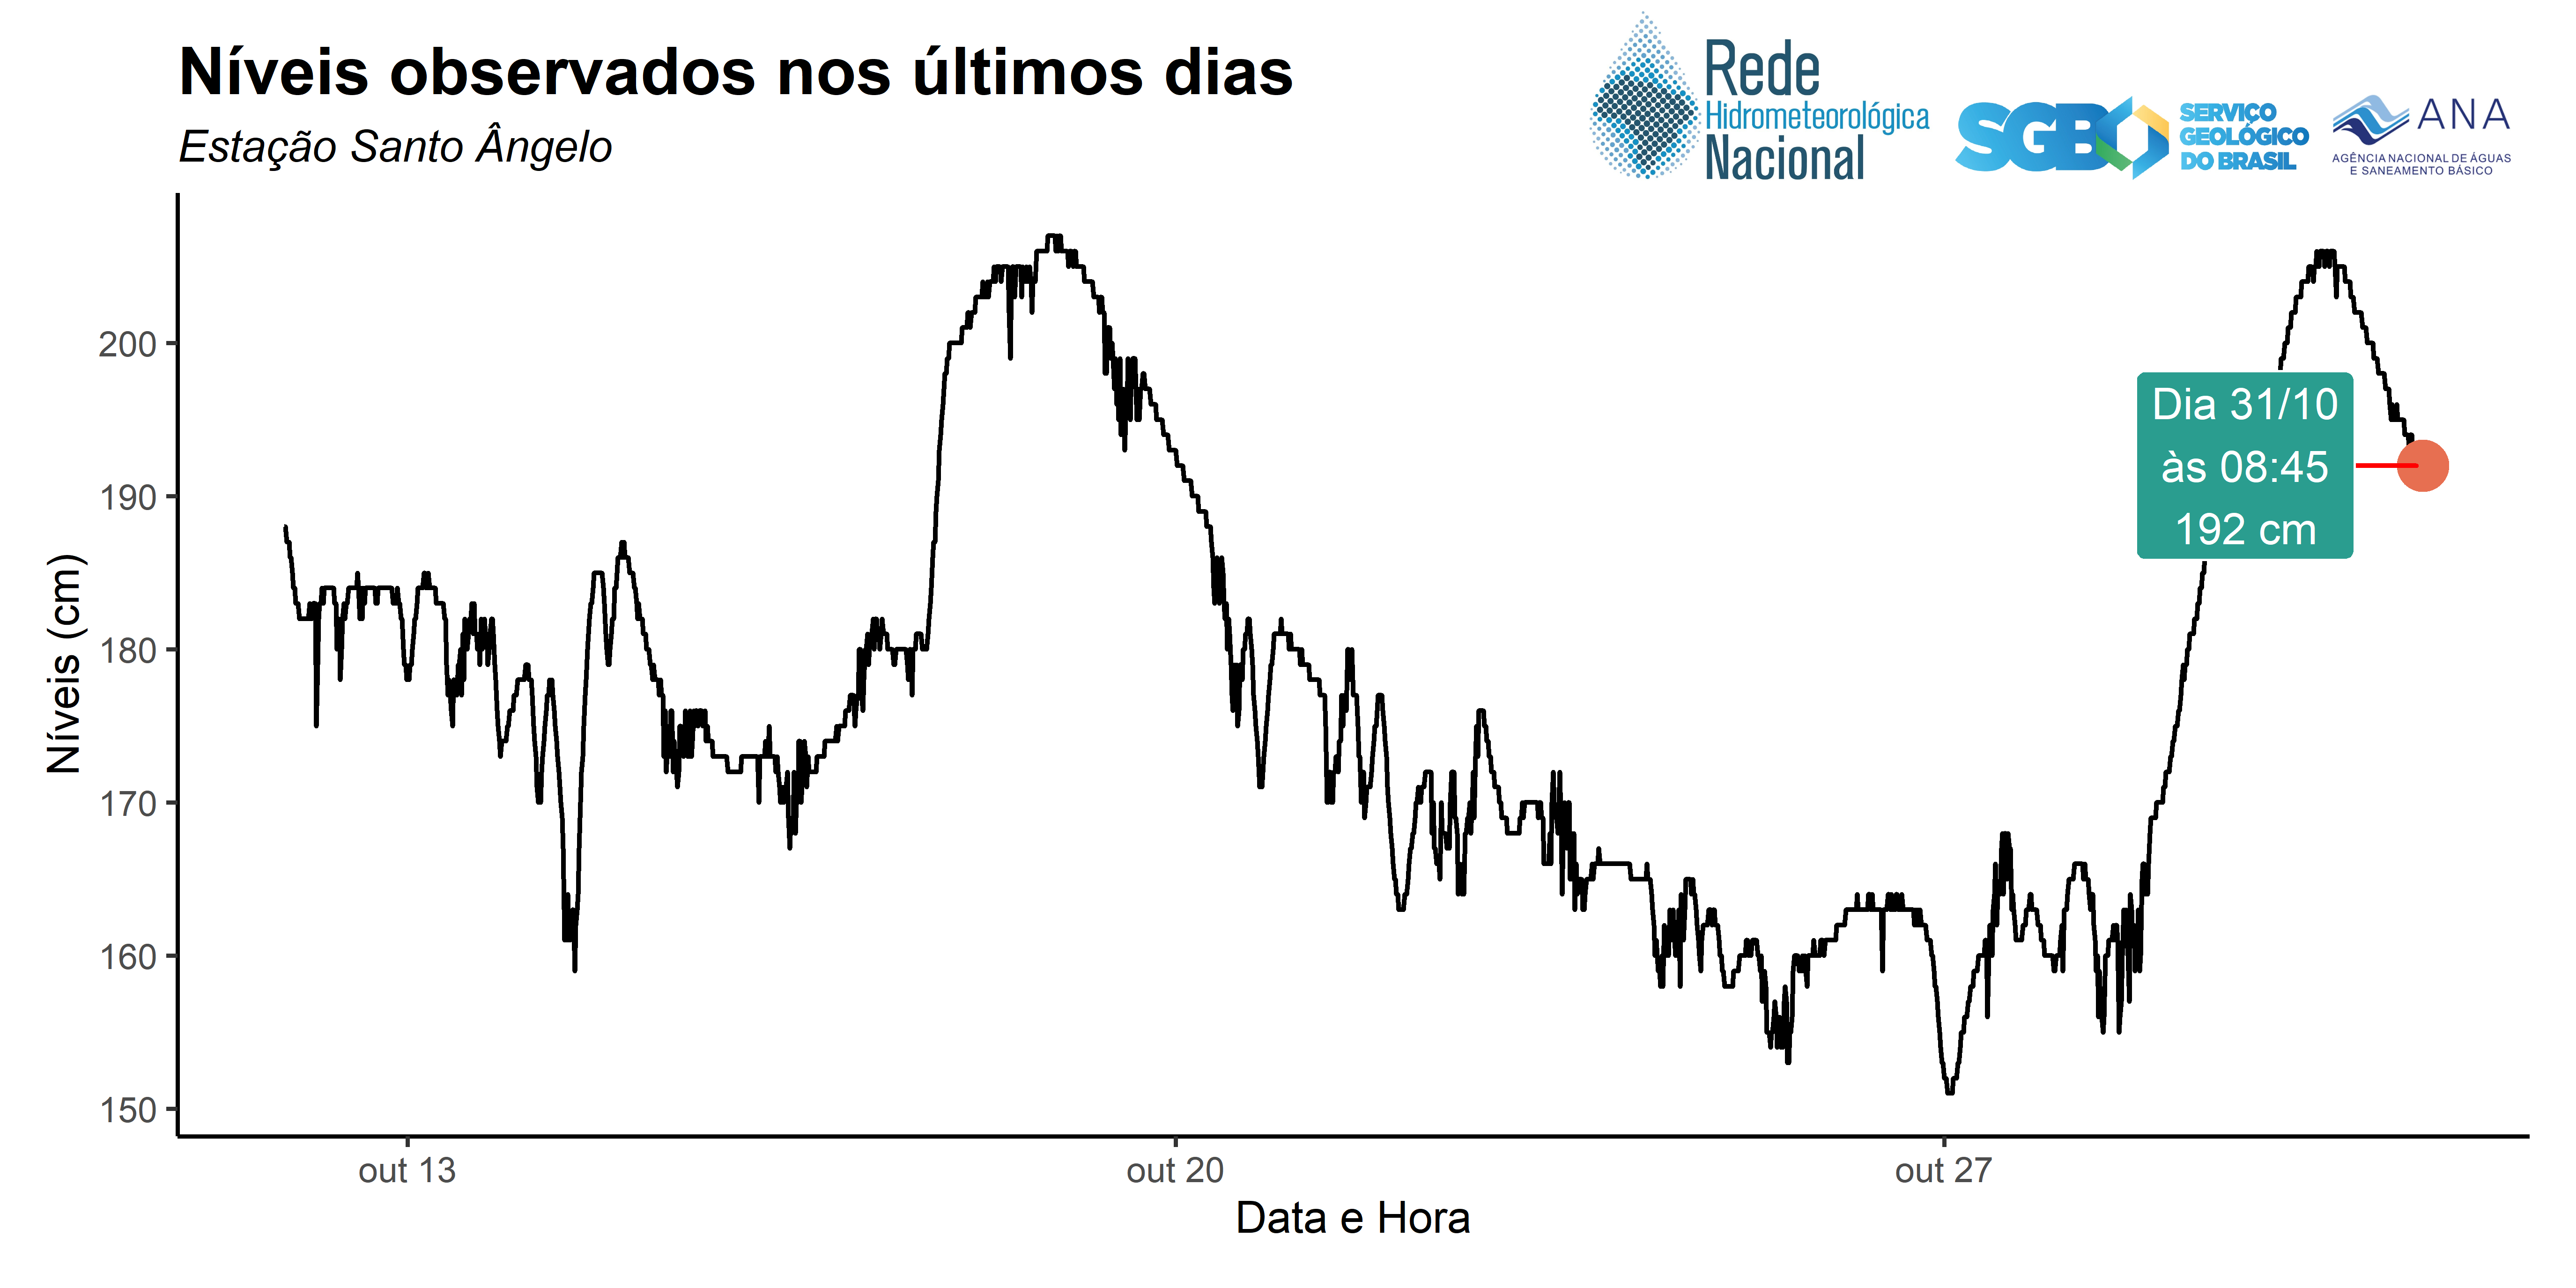 Níveis observados nos últimos dias
Estação Santo Ângelo
Rede
Hidrometeorológica
Nacional
SGB
SERVIÇO
GEOLÓGICO
DO BRASIL
ANA
AGÊNCIA NACIONAL DE ÁGUAS
E SANEAMENTO BÁSICO
Níveis (cm)
200
190
180
170
160
150
Dia 31/10
às 08:45
192 cm
out 13
out 20
out 27
Data e Hora